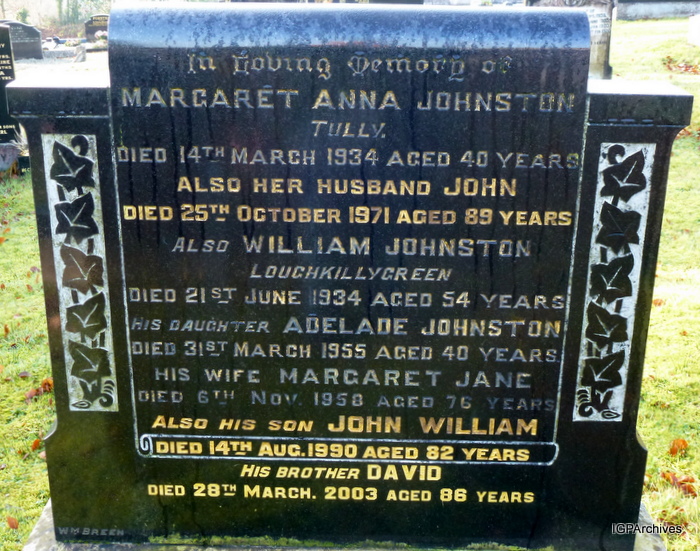 In Loving Memory of
MARGARET ANNA JOHNSTON
TULLY.
DIED 14TH MARCH 1934 AGED 40 YEARS
ALSO HER HUSBAND JOHN
DIED 25TH OCTOBER 1971 AGED 89 YEARS
ALSO WILLIAM JOHNSTON
LOUGHKILLYGREEN
DIED 21ST JUNE 1934 AGED 54 YEARS
HIS DAUGHTER ADELADE JOHNSTON
DIED 31ST MARCH 1955 AGED 40 YEARS
HIS WIFE MARGARET JANE
DIED 6TH NOV. 1958 AGED 76 YEARS
ALSO HIS SON JOHN WILLIAM
DIED 14TH AUG. 1990 AGED 82 YEARS
HIS BROTHER DAVID
DIED 28TH MARCH. 2003 AGED 86 YEARS
WM BREEN
IGPArchives